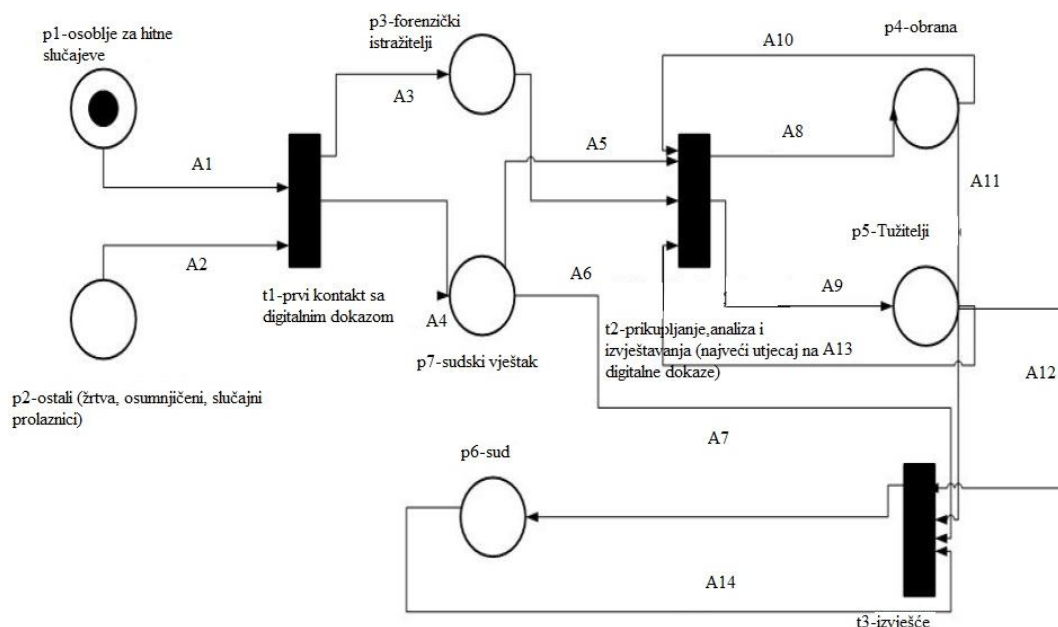 p1-osoblje za hitne
slučajeve
p3-forenzički
istražitelji
A10
p4-obrana
A3
A5
A8
A1
A11
p5-Tužitelji
A2
A6
A9
t1-prvi kontakt sa
digitalnim dokazom
A4
p7-sudski vještak
t2-prikupljanje,analiza i
izvještavanja (najveći utjecaj na
digitalne dokaze)
A13
A12
p2-ostali (žrtva, osumnjičeni, slučajni
prolaznici)
A7
p6-sud
A14
t3-izvješće